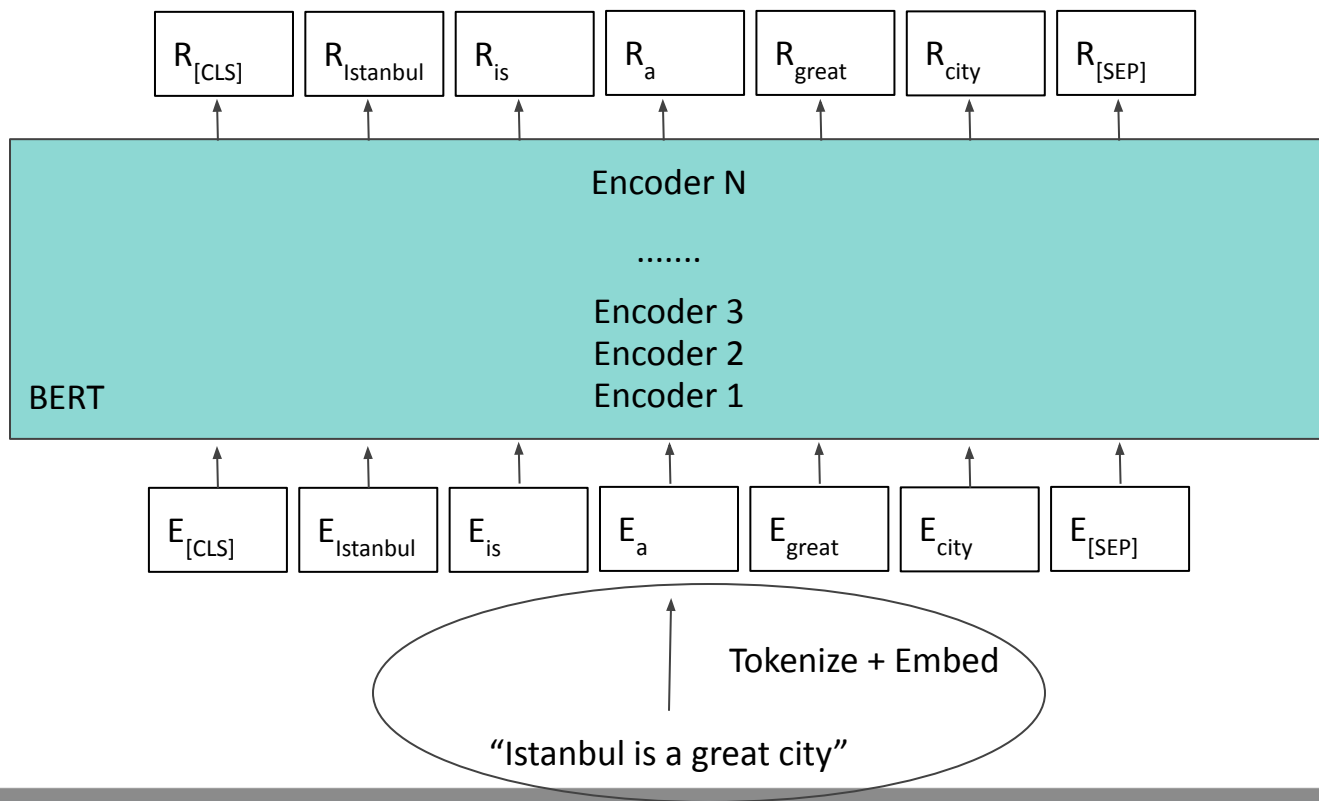 R[CLS] RIstanbul Ris Ra Rgreat Rcity R[SEP]
Encoder N
.......
Encoder 3
Encoder 2
Encoder 1
BERT
E[CLS] EIstanbul Eis Ea Egreat Ecity E[SEP]
Tokenize + Embed
“Istanbul is a great city”